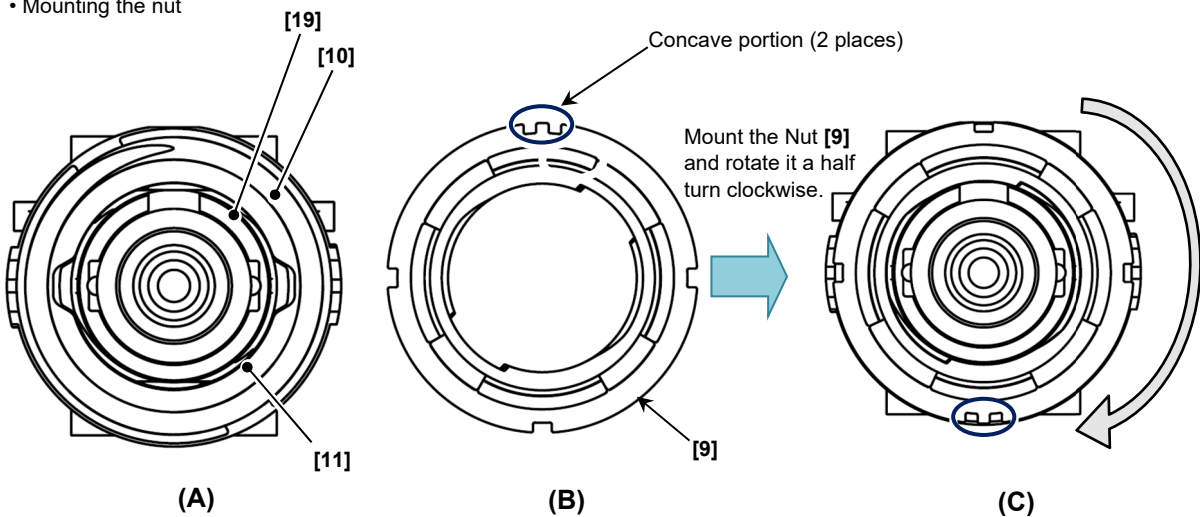 • Mounting the nut
[19]
[10]
Concave portion (2 places)
Mount the Nut [9]
and rotate it a half
turn clockwise.
[11]
[9]
(A)
(B)
(C)